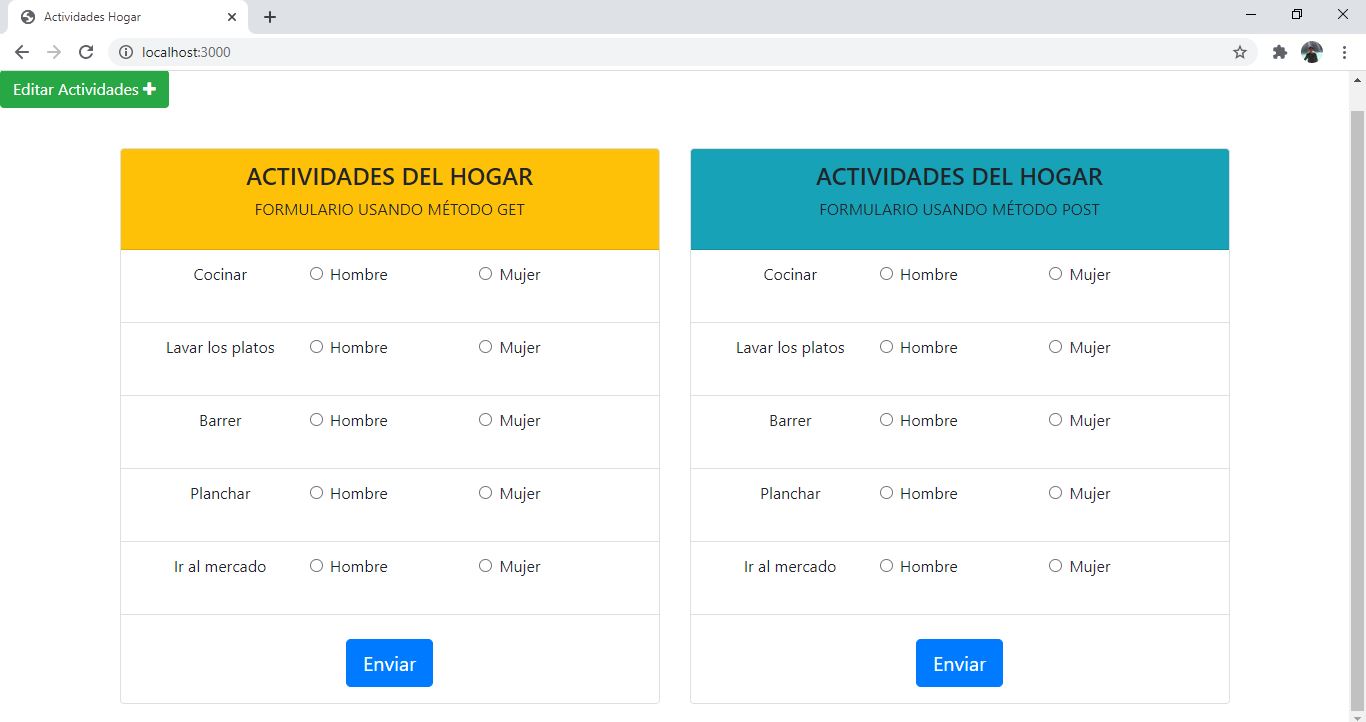 Actividades Hogar
localhost:3000
Editar Actividades
ACTIVIDADES DEL HOGAR
FORMULARIO USANDO MÉTODO GET
Cocinar Hombre Mujer
Lavar los platos Hombre Mujer
Barrer Hombre Mujer
Planchar Hombre Mujer
Ir al mercado Hombre Mujer
Enviar
ACTIVIDADES DEL HOGAR
FORMULARIO USANDO MÉTODO POST
Cocinar Hombre Mujer
Lavar los platos Hombre Mujer
Barrer Hombre Mujer
Planchar Hombre Mujer
Ir al mercado Hombre Mujer
Enviar